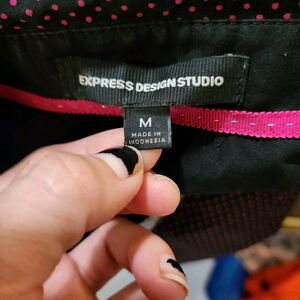 EXPRESS DESIGN STUDIO
M
MADE IN
INDONESIA